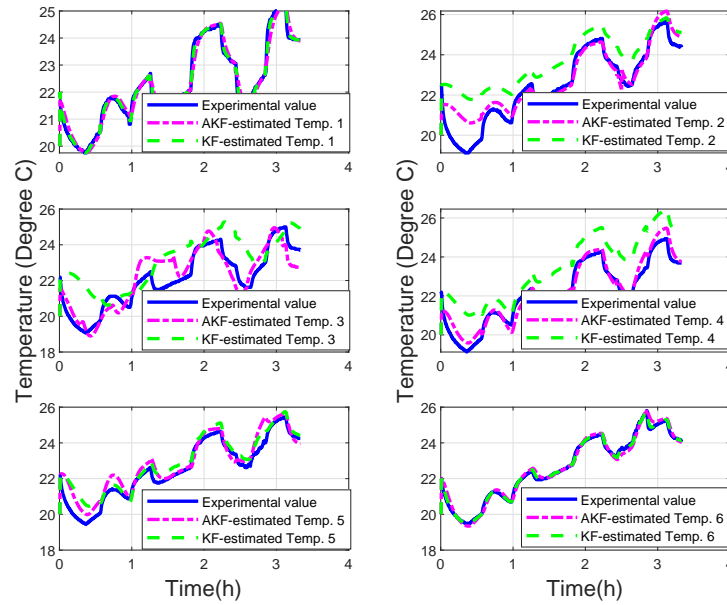 25
24
23
22
21
20
0 1 2 3 4
Experimental value
AKF-estimated Temp. 1
KF-estimated Temp. 1
26
24
22
20
0 1 2 3 4
Experimental value
AKF-estimated Temp. 2
KF-estimated Temp. 2
Temperature (Degree C)
26
24
22
20
18
0 1 2 3 4
Experimental value
AKF-estimated Temp. 3
KF-estimated Temp. 3
Temperature (Degree C)
26
24
22
20
0 1 2 3 4
Experimental value
AKF-estimated Temp. 4
KF-estimated Temp. 4
26
24
22
20
18
0 1 2 3 4
Experimental value
AKF-estimated Temp. 5
KF-estimated Temp. 5
Time(h)
26
24
22
20
18
0 1 2 3 4
Experimental value
AKF-estimated Temp. 6
KF-estimated Temp. 6
Time(h)